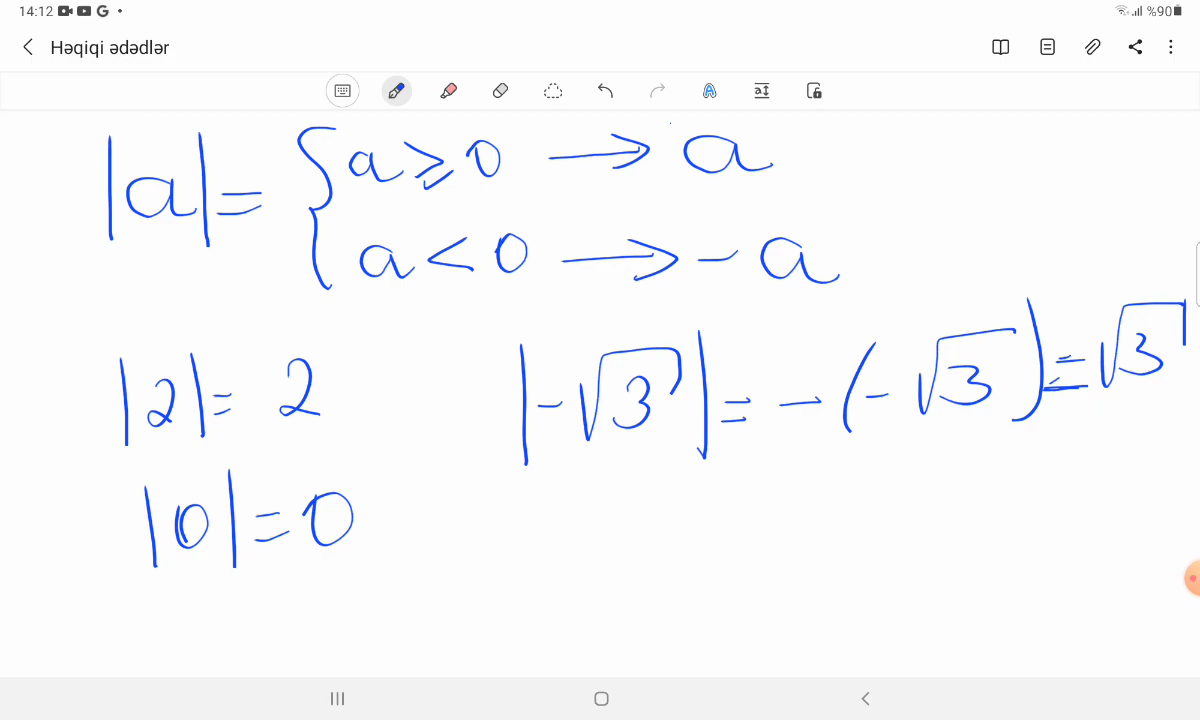 14:12 G • %90
Həqiqi ədədlər
|a| = { a ⩾ 0 → a
a < 0 → - a
|2| = 2 |-√3| = - (-√3) = √3
|0| = 0